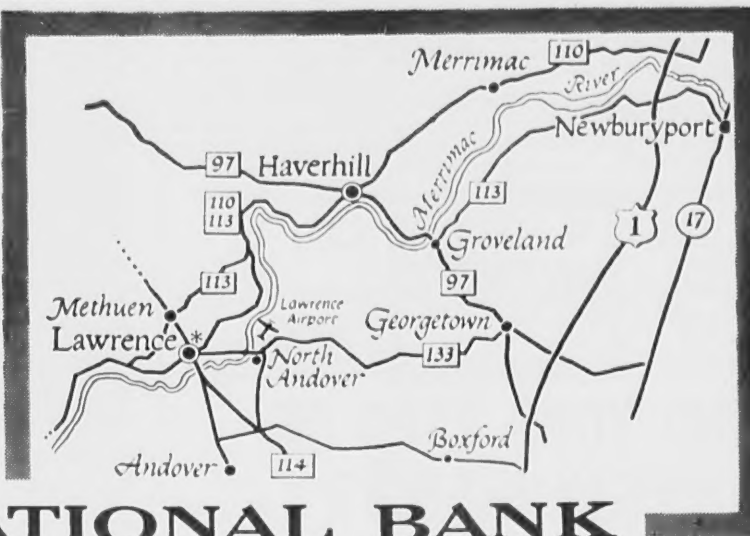 110
Merrimac
River
Newburyport
97
Haverhill
Merrimac
110
113
113
1
17
Groveland
113
97
Methuen
Lawrence
Airport
Georgetown
Lawrence *
North
Andover
133
Boxford
Andover
114
ATIONAL BANK